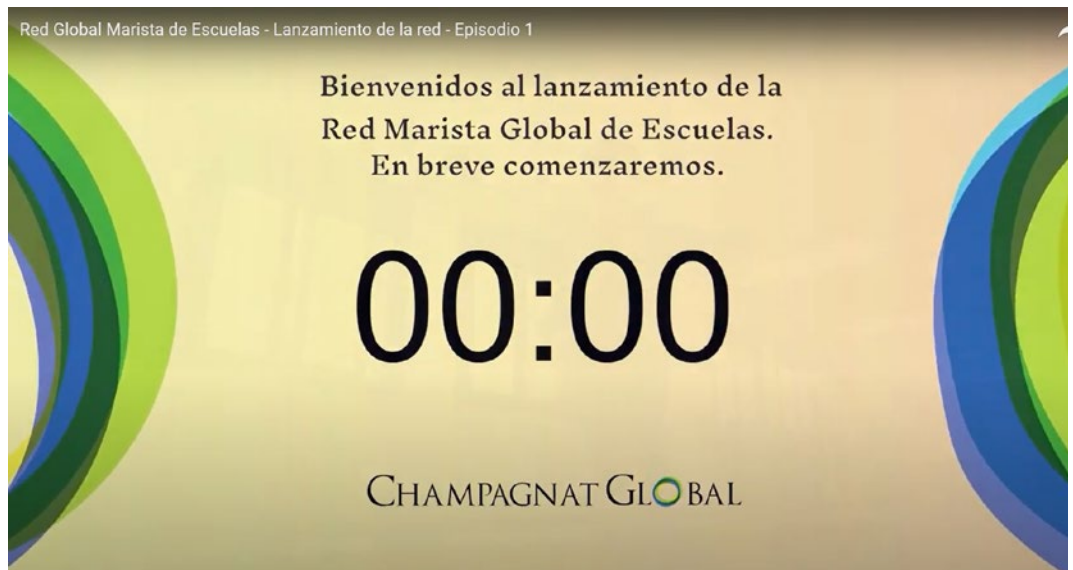 Red Global Marista de Escuelas - Lanzamiento de la red - Episodio 1
Bienvenidos al lanzamiento de la
Red Marista Global de Escuelas.
En breve comenzaremos.
00:00
CHAMPAGNAT GLOBAL